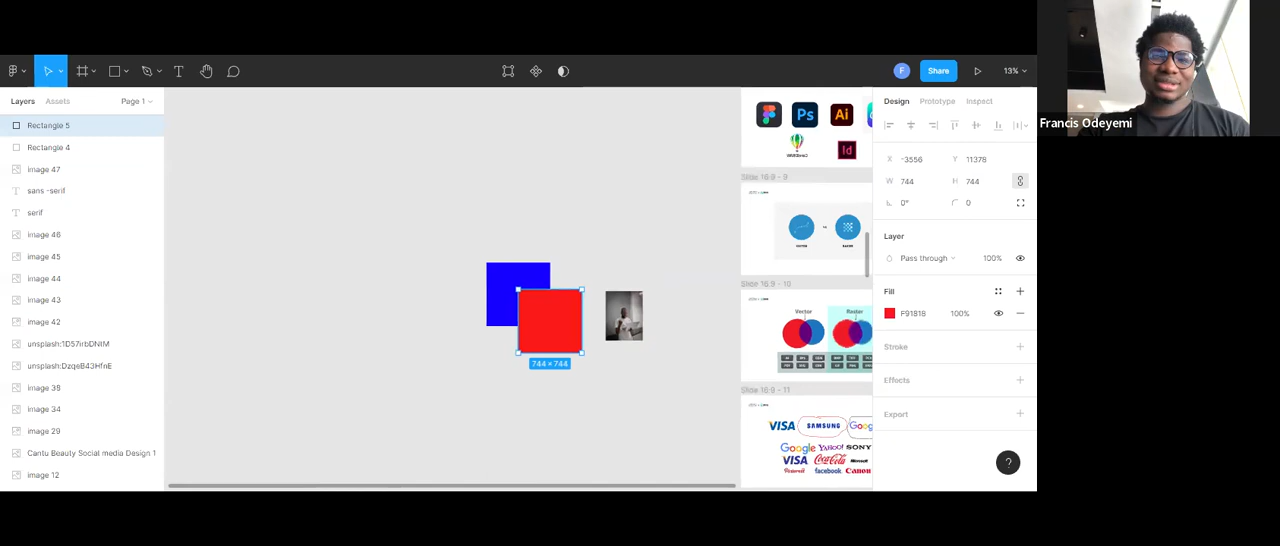 F
Share
13%
Layers
Assets
Page 1
Rectangle 5
Rectangle 4
Image 47
sans -serif
serif
Image 46
Image 45
Image 44
Image 43
Image 42
unsplash:1D57irbDNIM
unsplash:DzqeB43HfnE
Image 38
Image 34
Image 29
Cantu Beauty Social media Design 1
Image 12
744 × 744
Ps
Ai
Id
Slide 16:9 - 9
Slide 16:9 - 10
Vector
Raster
Slide 16:9 - 11
VISA
SAMSUNG
Goog
Google
YAHOO!
SONY
VISA
Coca-Cola
Microsoft
Pinterest
facebook
Canon
Design
Prototype
Inspect
X -3556
Y 11378
W 744
H 744
0°
0
Layer
Pass through
100%
Fill
F91818
100%
Stroke
Effects
Export
?
Francis Odeyemi